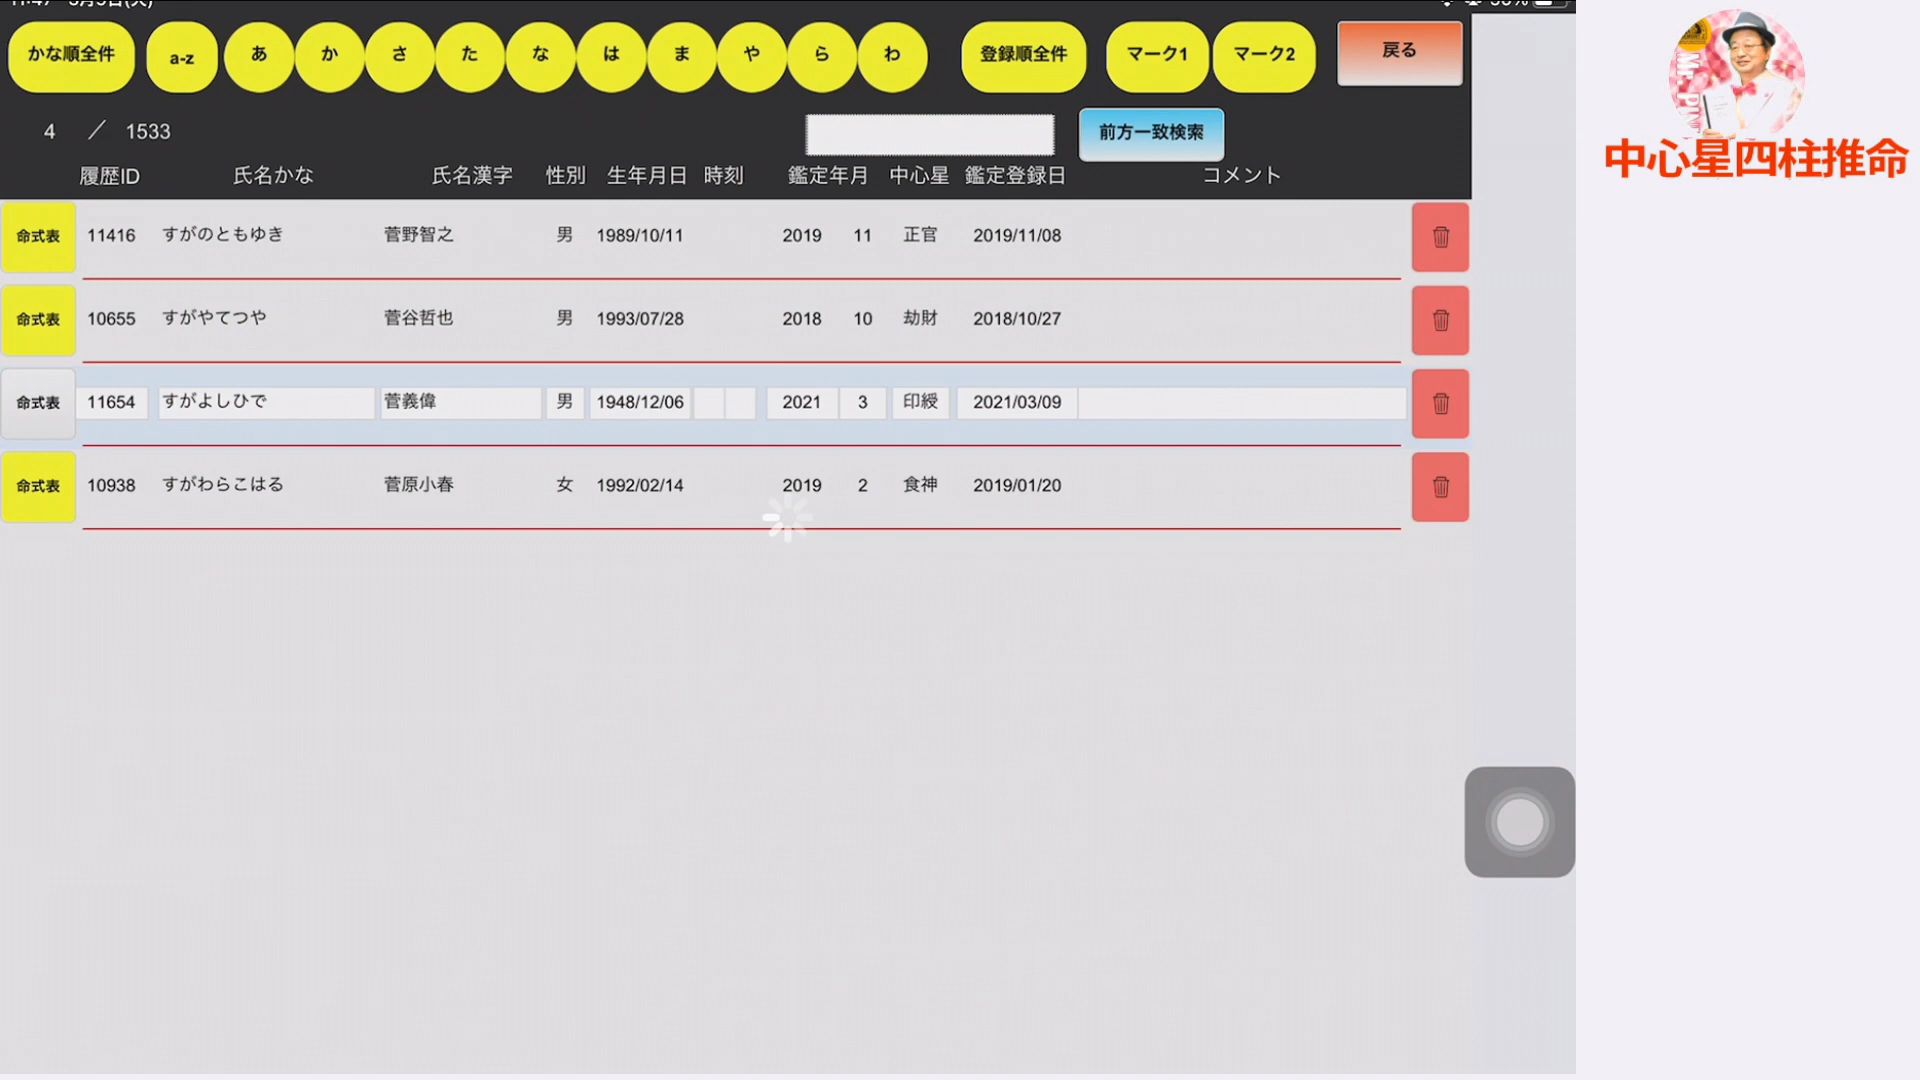 かな順全件 a-z あ か さ た な は ま や ら わ 登録順全件 マーク1 マーク2 戻る
4 / 1533 前方一致検索
履歴ID 氏名かな 氏名漢字 性別 生年月日 時刻 鑑定年月 中心星 鑑定登録日 コメント
命式表 11416 すがのともゆき 菅野智之 男 1989/10/11 2019 11 正官 2019/11/08
命式表 10655 すがやてつや 菅谷哲也 男 1993/07/28 2018 10 劫財 2018/10/27
命式表 11654 すがよしひで 菅義偉 男 1948/12/06 2021 3 印綬 2021/03/09
命式表 10938 すがわらこはる 菅原小春 女 1992/02/14 2019 2 食神 2019/01/20
中心星四柱推命